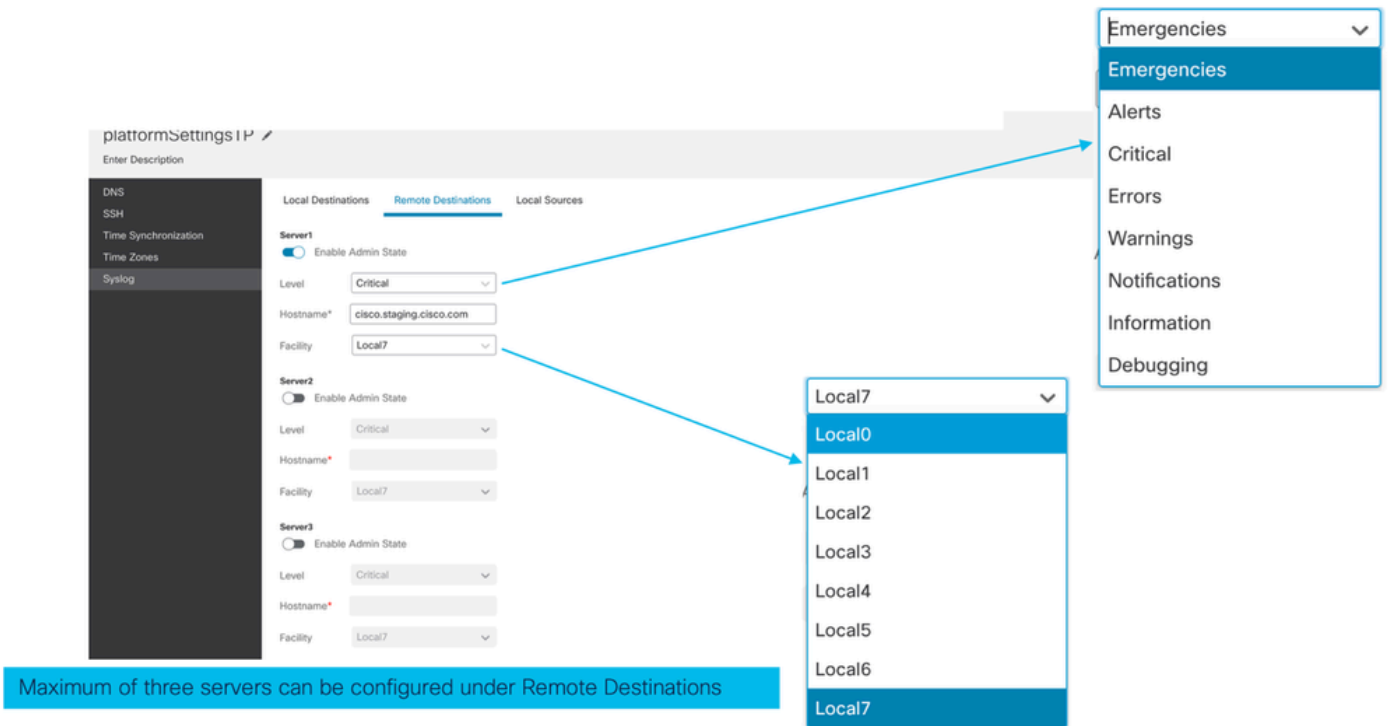 platformSettingsTP
Enter Description
DNS
SSH
Time Synchronization
Time Zones
Syslog
Local Destinations Remote Destinations Local Sources
Server1
Enable Admin State
Level Critical
Hostname* cisco.staging.cisco.com
Facility Local7
Server2
Enable Admin State
Level Critical
Hostname*
Facility Local7
Server3
Enable Admin State
Level Critical
Hostname*
Facility Local7
Maximum of three servers can be configured under Remote Destinations
Emergencies
Emergencies
Alerts
Critical
Errors
Warnings
Notifications
Information
Debugging
Local7
Local0
Local1
Local2
Local3
Local4
Local5
Local6
Local7